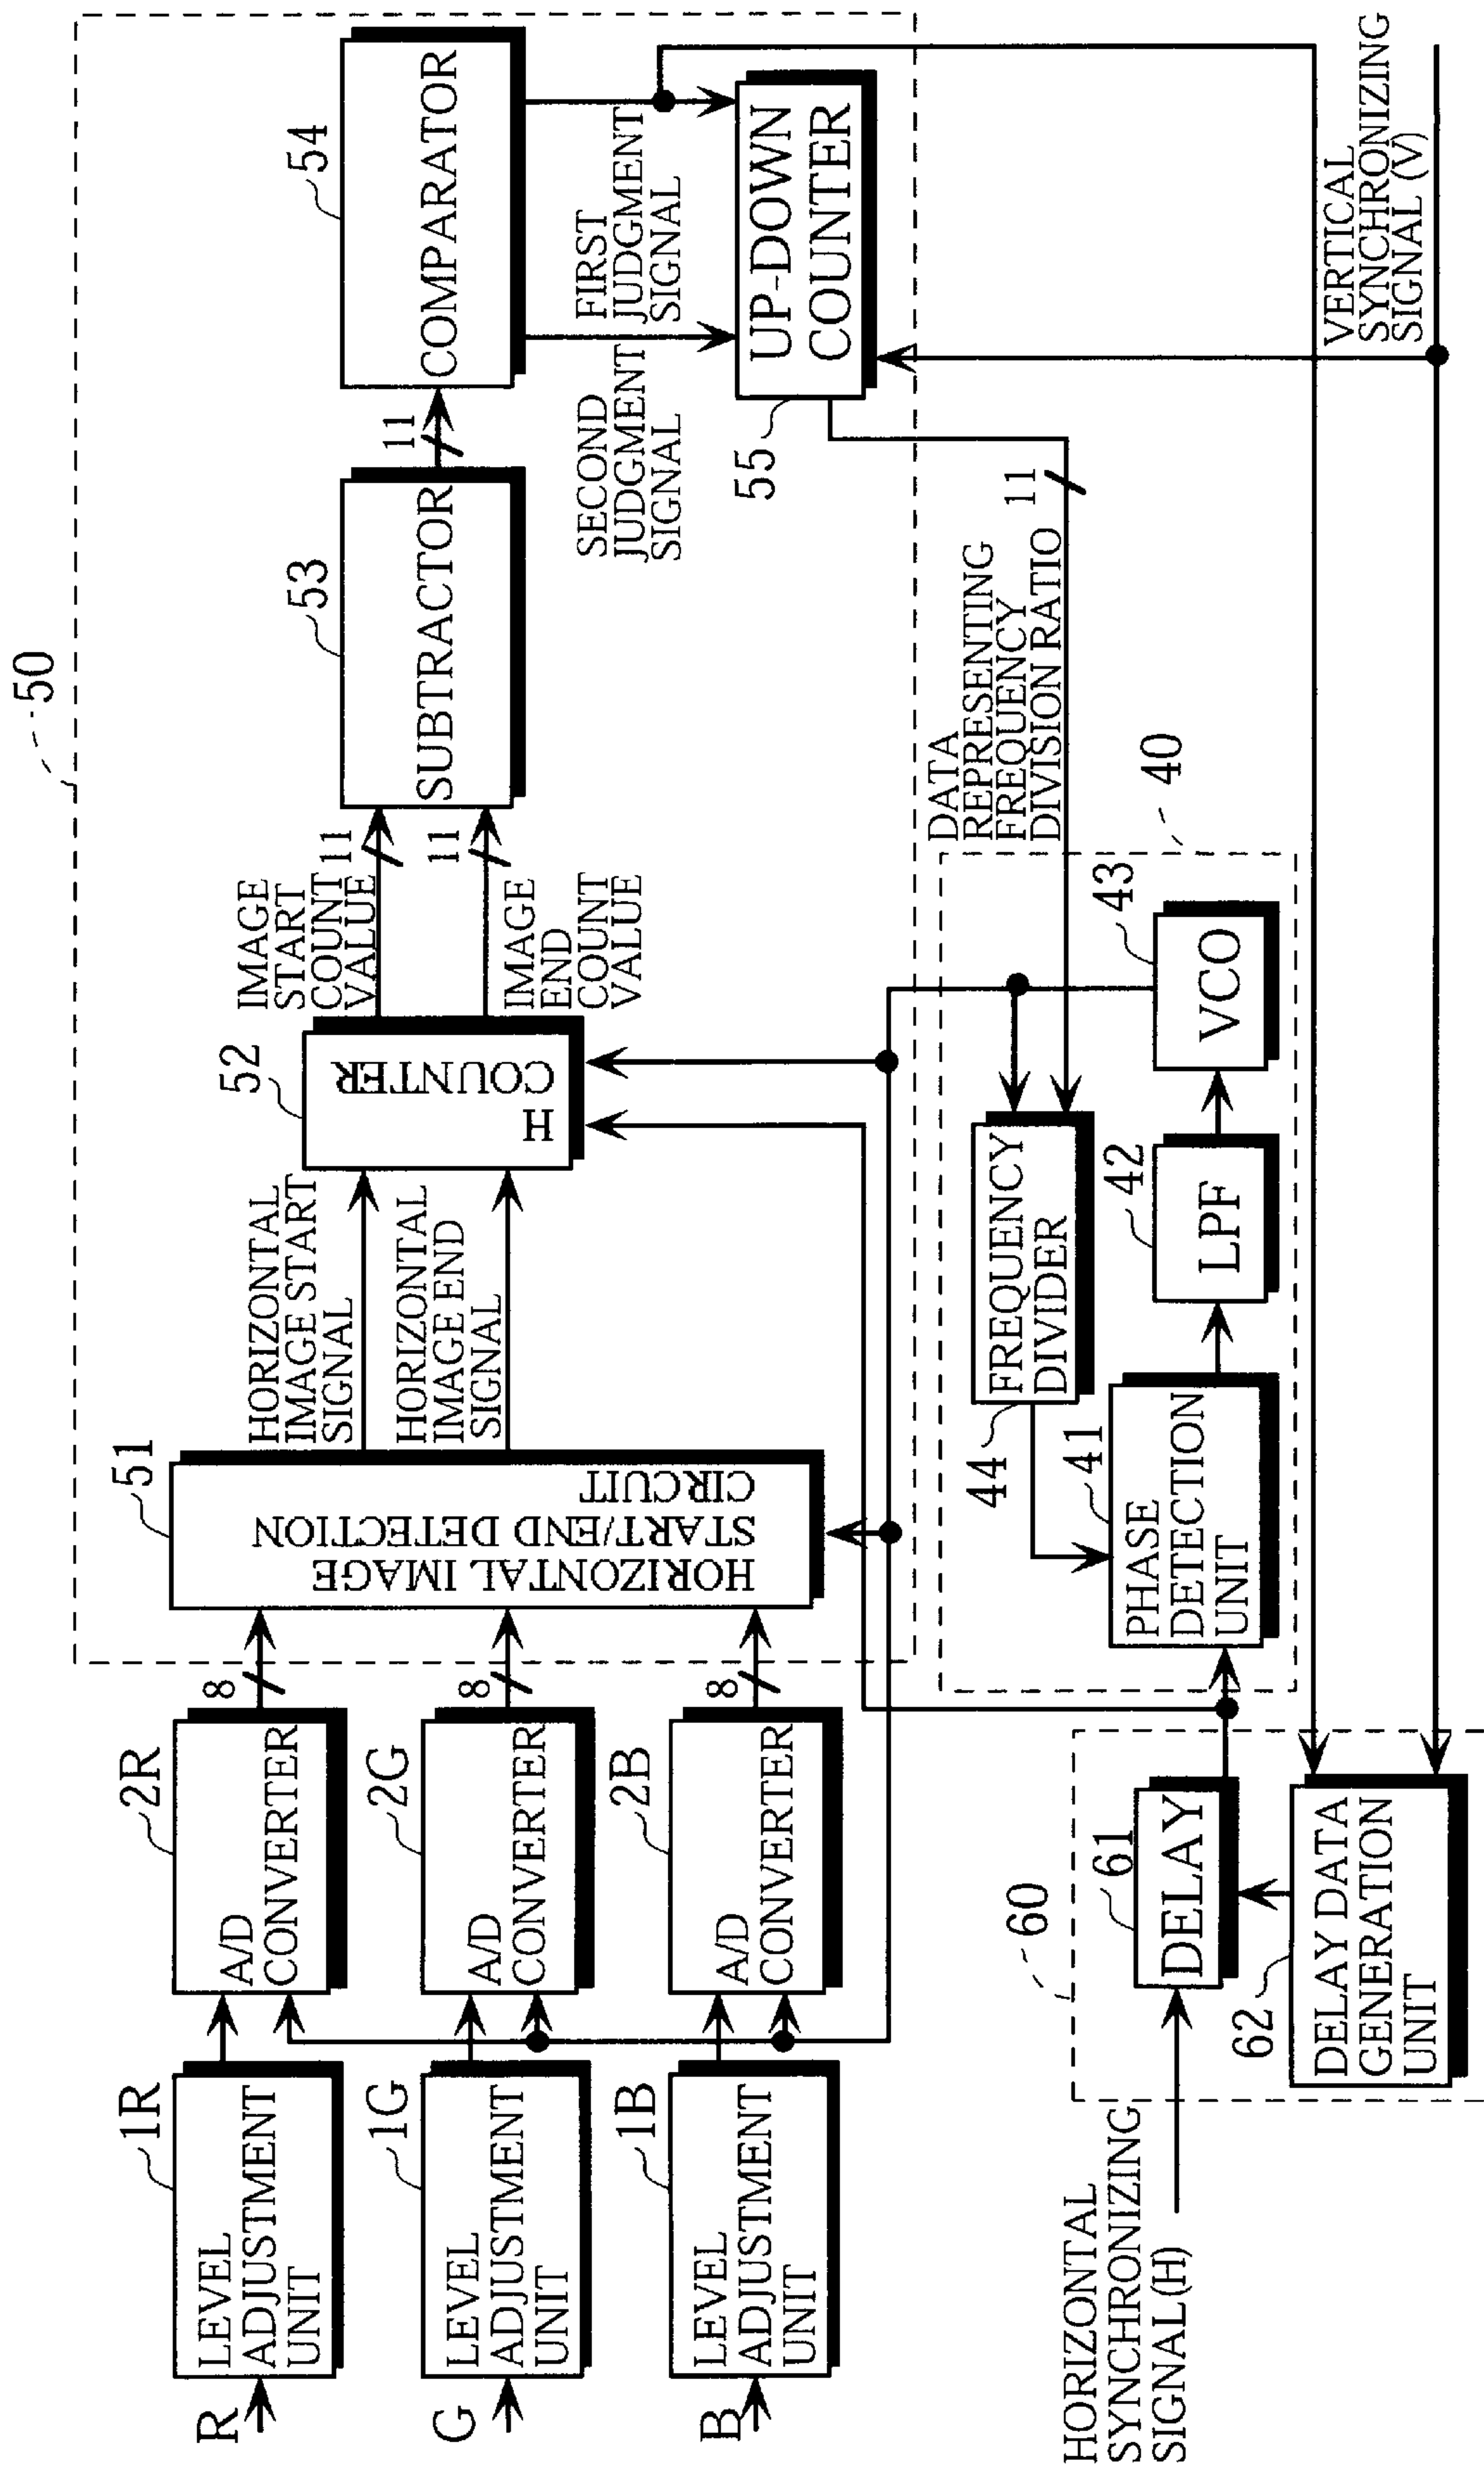 50
R
1R
LEVEL
ADJUSTMENT
UNIT
2R
A/D
CONVERTER
8
G
1G
LEVEL
ADJUSTMENT
UNIT
2G
A/D
CONVERTER
8
B
1B
LEVEL
ADJUSTMENT
UNIT
2B
A/D
CONVERTER
8
51
HORIZONTAL IMAGE
START/END DETECTION
CIRCUIT
HORIZONTAL
IMAGE START
SIGNAL
HORIZONTAL
IMAGE END
SIGNAL
52
H
COUNTER
IMAGE
START
COUNT
VALUE
11
IMAGE
END
COUNT
VALUE
11
53
SUBTRACTOR
11
54
COMPARATOR
FIRST
JUDGMENT
SIGNAL
SECOND
JUDGMENT
SIGNAL
55
UP-DOWN
COUNTER
DATA
REPRESENTING
FREQUENCY
DIVISION RATIO
11
40
44
FREQUENCY
DIVIDER
41
PHASE
DETECTION
UNIT
42
LPF
43
VCO
60
61
DELAY
62
DELAY DATA
GENERATION
UNIT
HORIZONTAL
SYNCHRONIZING
SIGNAL(H)
VERTICAL
SYNCHRONIZING
SIGNAL (V)